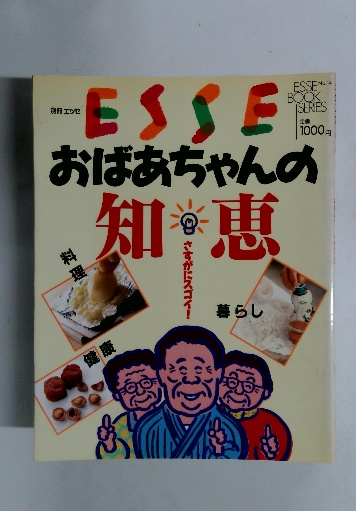 別冊エッセ
ESSE
ESSE No.14
BOOK
SERIES
定価
1000円
おばあちゃんの
知恵
さすがにスゴイ!
料理
暮らし
健康